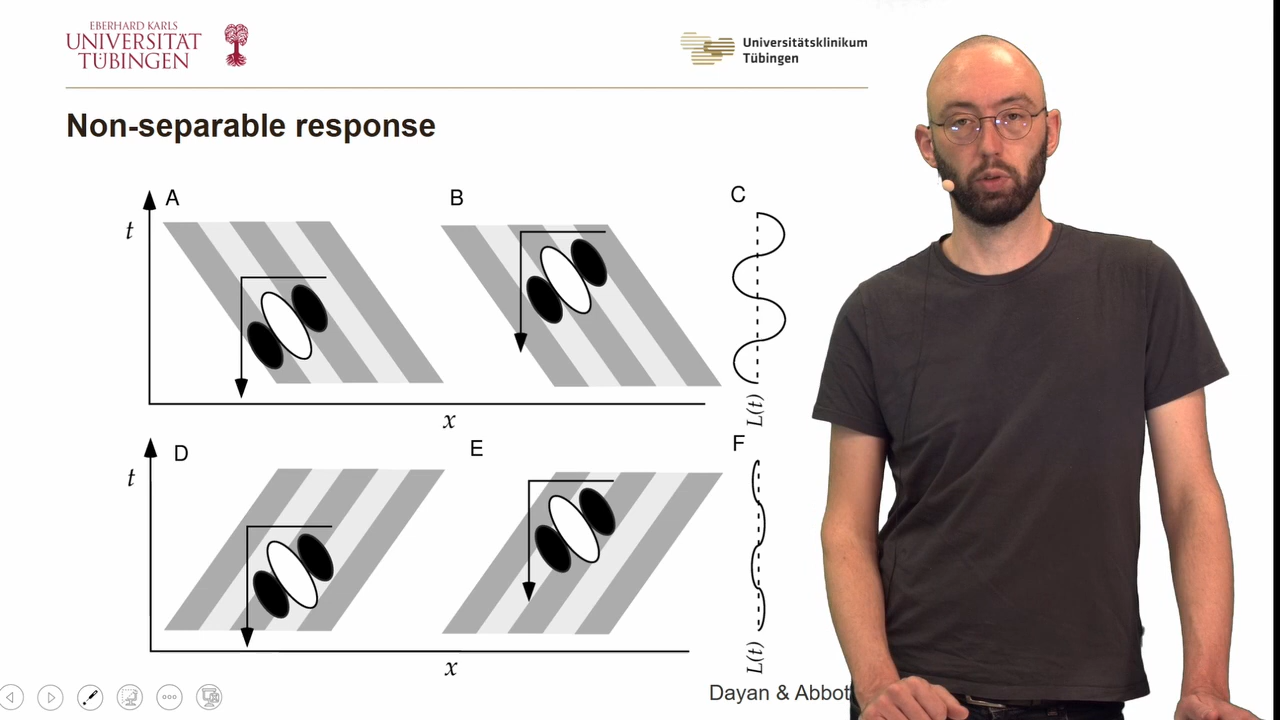 EBERHARD KARLS
UNIVERSITÄT
TÜBINGEN
Universitätsklinikum
Tübingen
Non-separable response
A
B
C
t
x
L(t)
D
E
F
t
x
L(t)
Dayan & Abbot